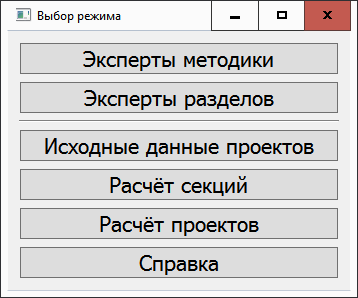 Выбор режима
Эксперты методики
Эксперты разделов
Исходные данные проектов
Расчёт секций
Расчёт проектов
Справка